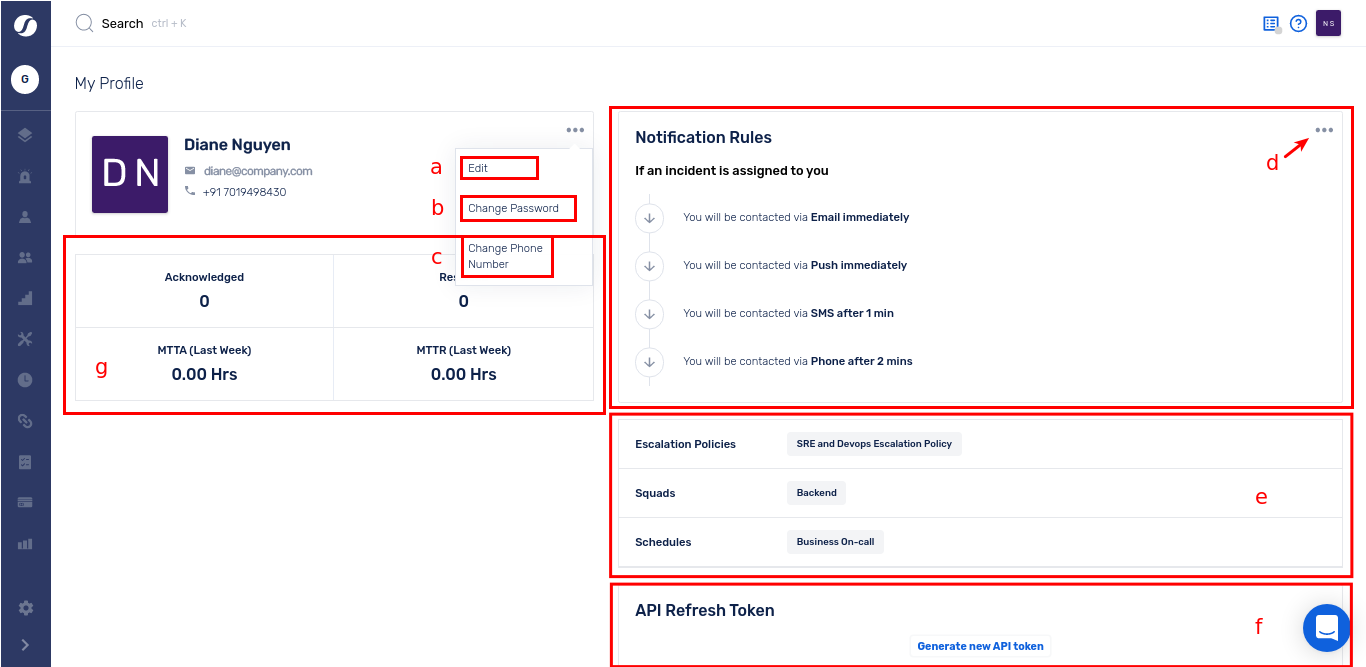 Search ctrl + K
NS
G
My Profile
DN
Diane Nguyen
diane@company.com
+91 7019498430
a
Edit
b
Change Password
c
Change Phone
Number
Acknowledged
0
Res
0
g
MTTA (Last Week)
0.00 Hrs
MTTR (Last Week)
0.00 Hrs
Notification Rules
d
If an incident is assigned to you
You will be contacted via Email immediately
You will be contacted via Push immediately
You will be contacted via SMS after 1 min
You will be contacted via Phone after 2 mins
Escalation Policies SRE and Devops Escalation Policy
Squads Backend
e
Schedules Business On-call
API Refresh Token
f
Generate new API token